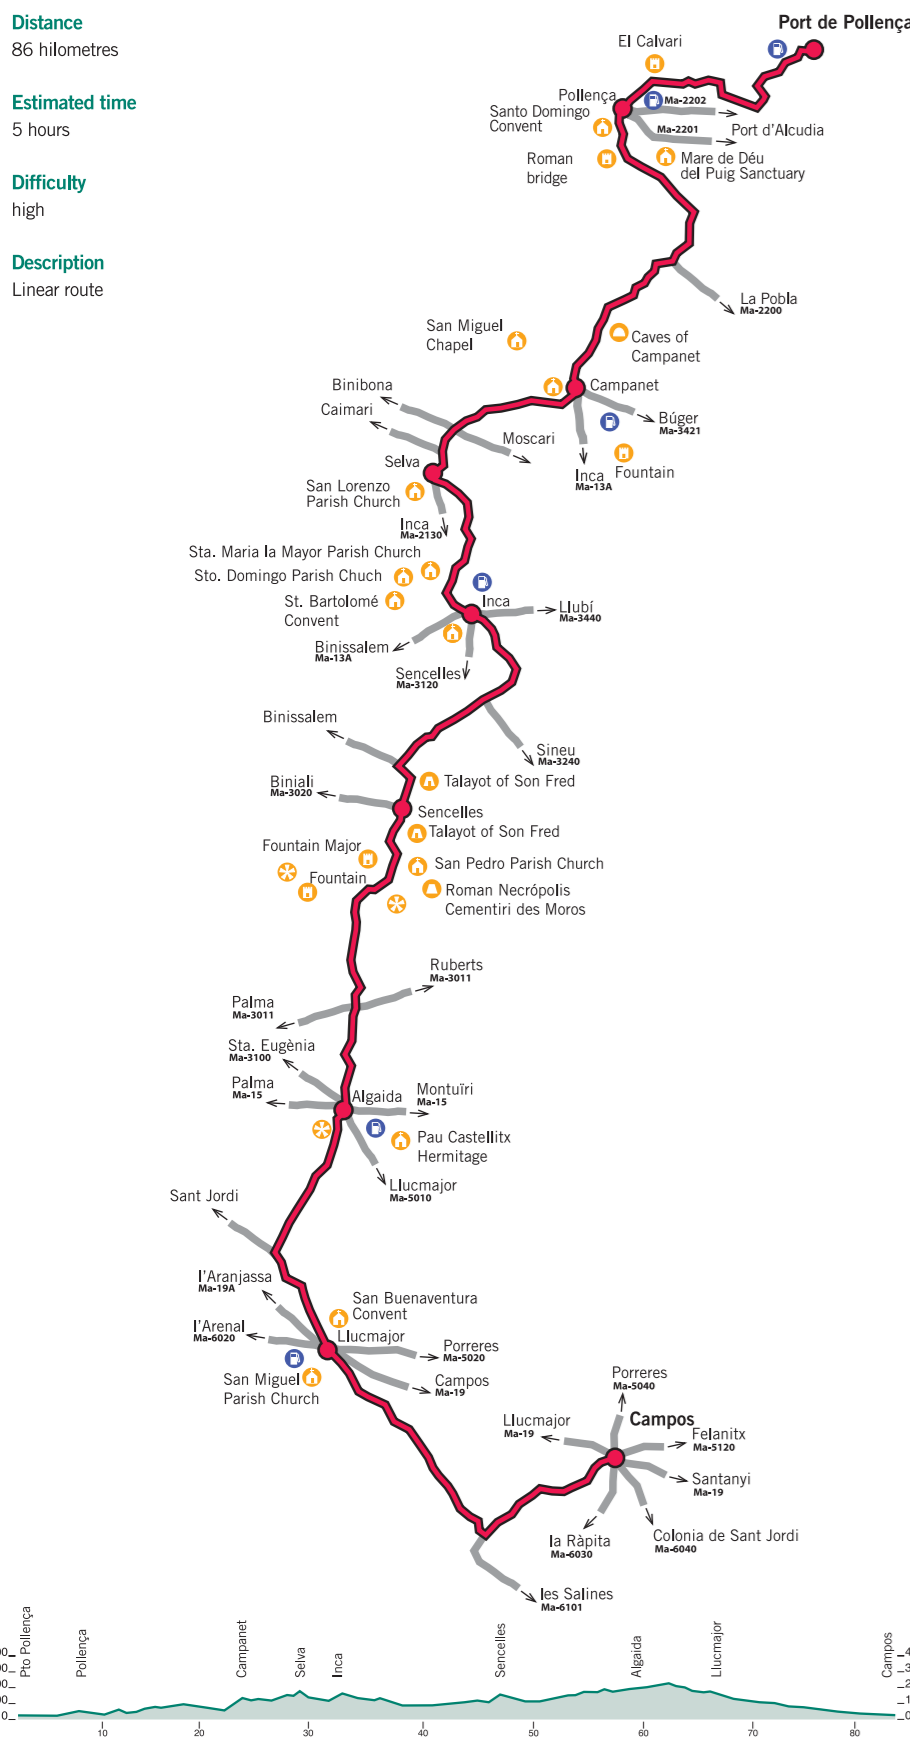 Distance
86 hilometres
Estimated time
5 hours
Difficulty
high
Description
Linear route
Port de Pollença
El Calvari
Pollença
Ma-2202
Santo Domingo
Convent
Ma-2201
Port d'Alcudia
Roman
bridge
Mare de Déu
del Puig Sanctuary
La Pobla
Ma-2200
San Miguel
Chapel
Caves of
Campanet
Binibona
Campanet
Caimari
Búger
Ma-3421
Moscari
Selva
Inca
Ma-13A
Fountain
San Lorenzo
Parish Church
Inca
Ma-2130
Sta. Maria la Mayor Parish Church
Sto. Domingo Parish Chuch
St. Bartolomé
Convent
Inca
Llubí
Ma-3440
Binissalem
Ma-13A
Sencelles
Ma-3120
Binissalem
Sineu
Ma-3240
Biniali
Ma-3020
Talayot of Son Fred
Sencelles
Talayot of Son Fred
Fountain Major
San Pedro Parish Church
Fountain
Roman Necrópolis
Cementiri des Moros
Ruberts
Ma-3011
Palma
Ma-3011
Sta. Eugènia
Ma-3100
Palma
Ma-15
Algaida
Montuïri
Ma-15
Pau Castellitx
Hermitage
Llucmajor
Ma-5010
Sant Jordi
l'Aranjassa
Ma-19A
San Buenaventura
Convent
l'Arenal
Ma-6020
Llucmajor
Porreres
Ma-5020
San Miguel
Parish Church
Campos
Ma-19
Porreres
Ma-5040
Llucmajor
Ma-19
Campos
Felanitx
Ma-5120
Santanyi
Ma-19
la Ràpita
Ma-6030
Colonia de Sant Jordi
Ma-6040
les Salines
Ma-6101
Pto Pollença
Pollença
Campanet
Selva
Inca
Sencelles
Algaida
Llucmajor
Campos
10 20 30 40 50 60 70 80